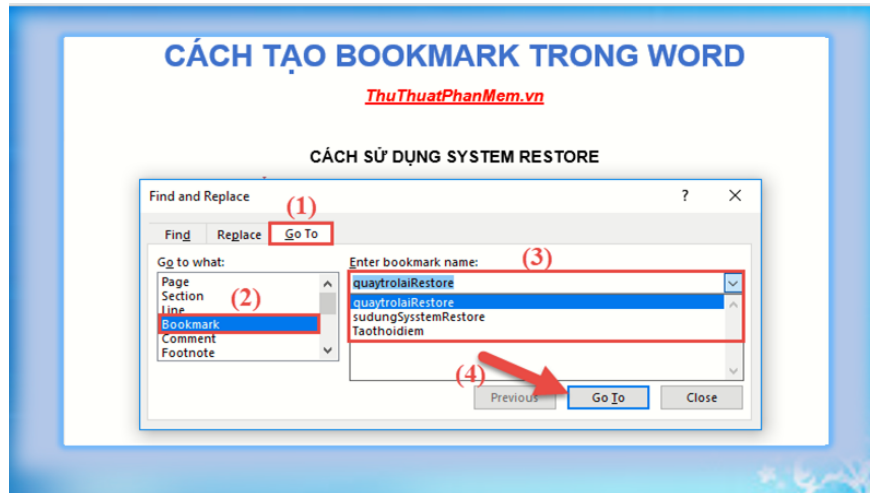 CÁCH TẠO BOOKMARK TRONG WORD
ThuThuatPhanMem.vn
CÁCH SỬ DỤNG SYSTEM RESTORE
Find and Replace ? ×
(1)
Find Replace Go To
Go to what: Enter bookmark name: (3)
Page quaytrolaiRestore
Section (2) quaytrolaiRestore
Line sudungSysstemRestore
Bookmark Taothoidiem
Comment
Footnote
(4)
Previous Go To Close